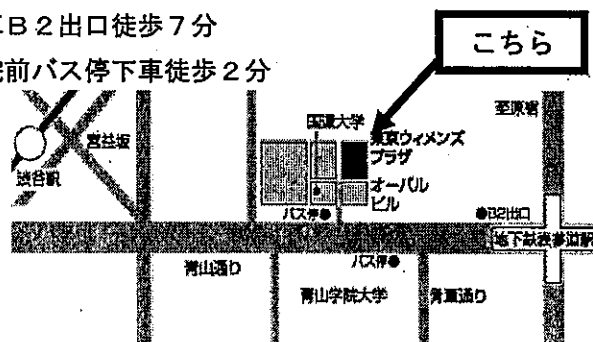 B2出口徒歩7分
院前バス停下車徒歩2分
こちら
至原宿
宮益坂
渋谷駅
国連大学
東京ウィメンズ
プラザ
オーバル
ビル
バス停●
●B2出口
地下鉄表参道駅
青山通り
バス停●
青山学院大学
骨董通り